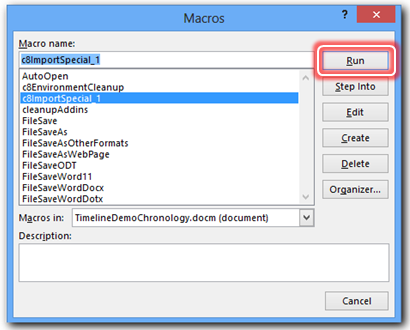 Macros
?
Macro name:
c8ImportSpecial_1
Run
AutoOpen
c8EnvironmentCleanup
c8ImportSpecial_1
cleanupAddins
FileSave
FileSaveAs
FileSaveAsOtherFormats
FileSaveAsWebPage
FileSaveODT
FileSaveWord11
FileSaveWordDocx
FileSaveWordDotx
Step Into
Edit
Create
Delete
Organizer...
Macros in: TimelineDemoChronology.docm (document)
Description:
Cancel